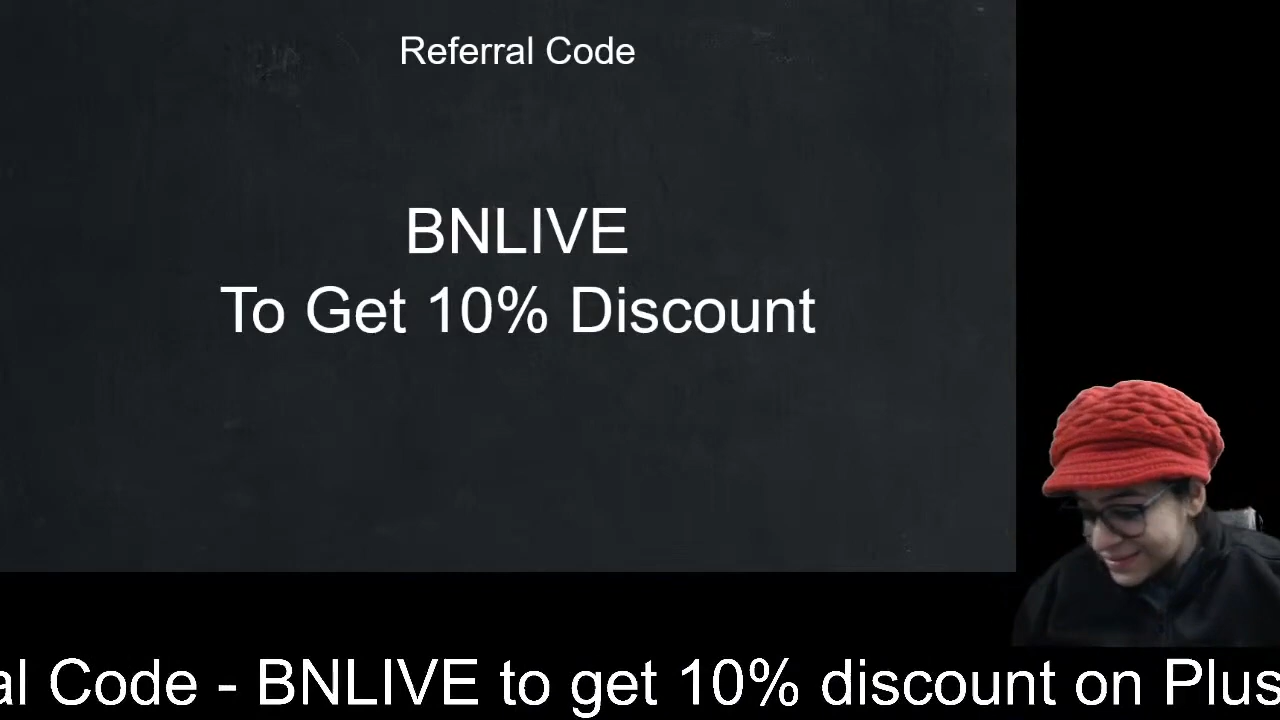 Referral Code
BNLIVE
To Get 10% Discount
al Code - BNLIVE to get 10% discount on Plus